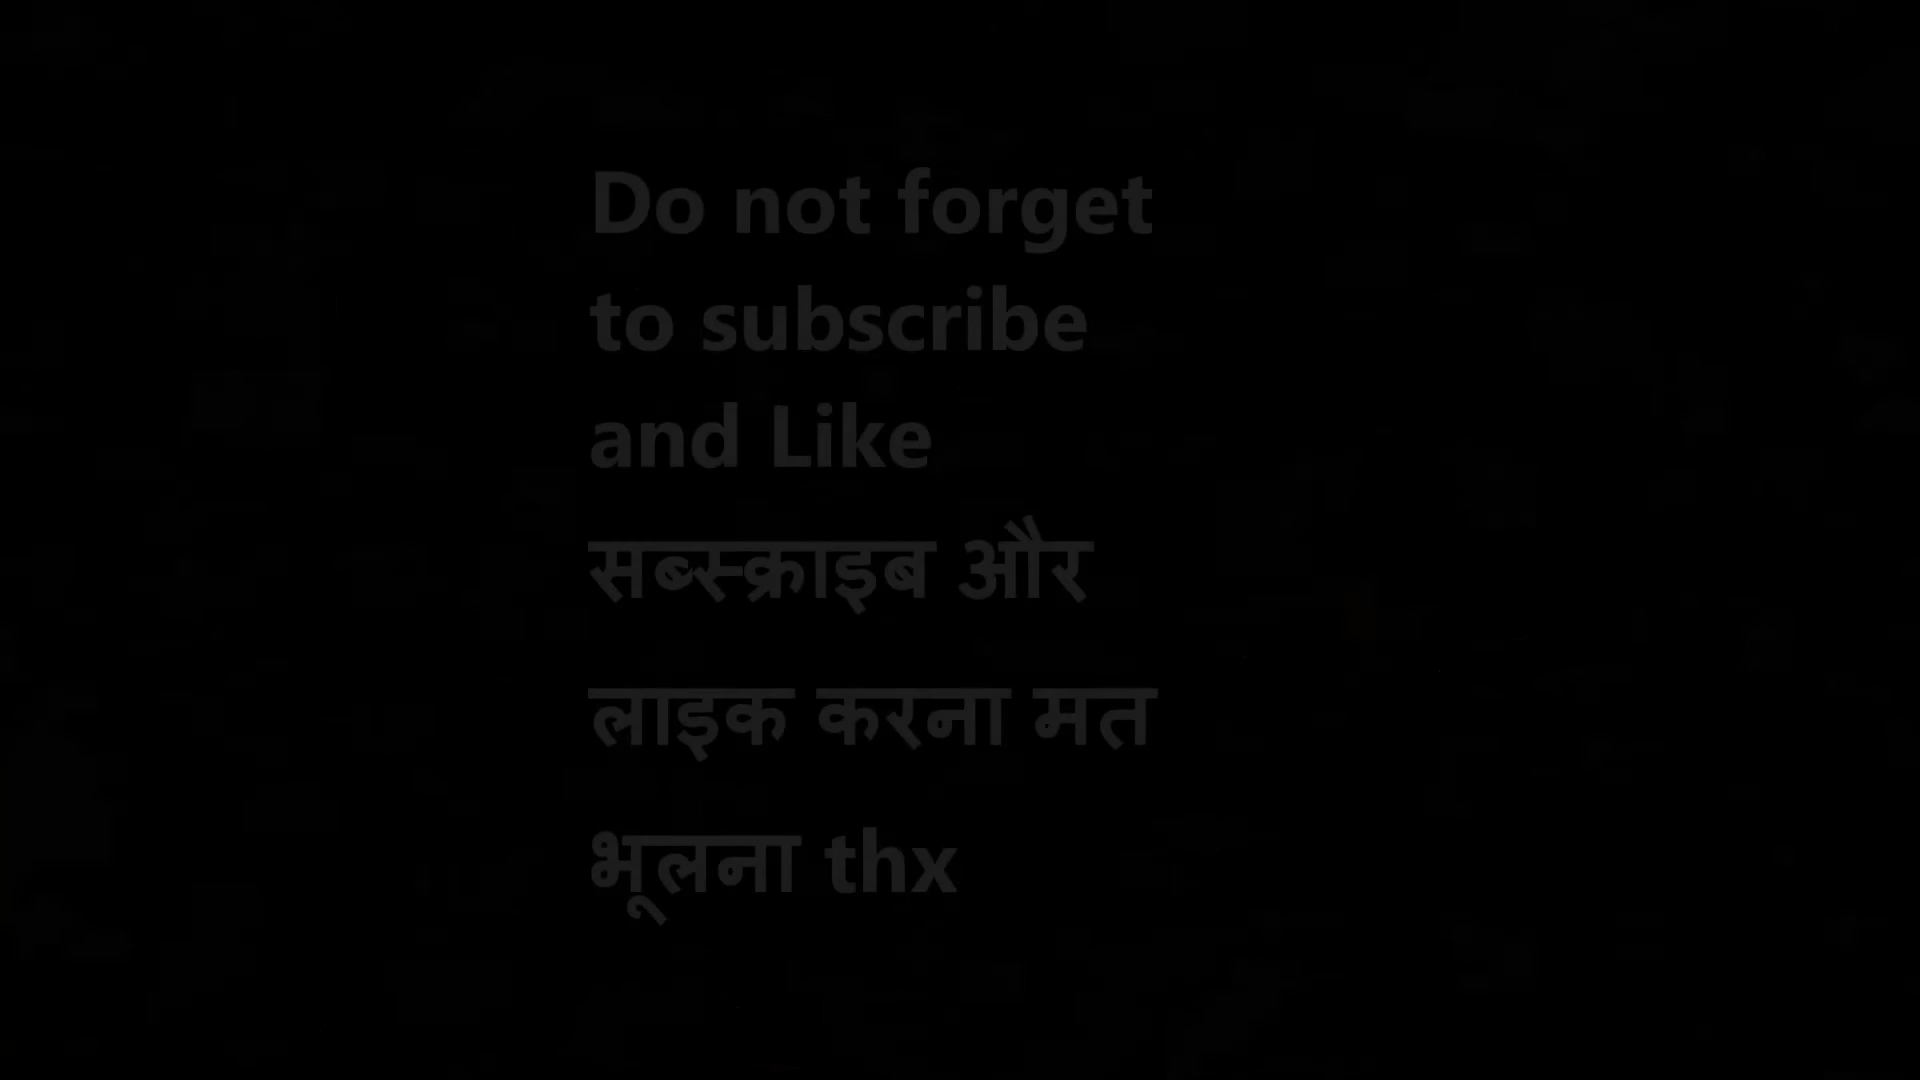 Do not forget
to subscribe
and Like
सब्स्क्राइब और
लाइक करना मत
भूलना thx